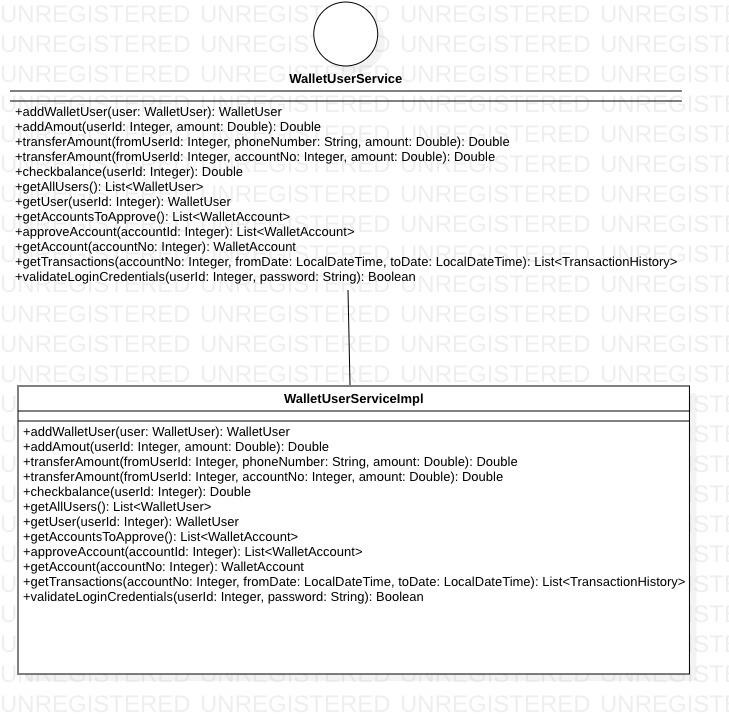 UNREGISTERED UNREGISTERED UNREGISTERED UNREGISTERED
WalletUserService
+addWalletUser(user: WalletUser): WalletUser
+addAmout(userId: Integer, amount: Double): Double
+transferAmount(fromUserId: Integer, phoneNumber: String, amount: Double): Double
+transferAmount(fromUserId: Integer, accountNo: Integer, amount: Double): Double
+checkbalance(userId: Integer): Double
+getAllUsers(): List<WalletUser>
+getUser(userId: Integer): WalletUser
+getAccountsToApprove(): List<WalletAccount>
+approveAccount(accountId: Integer): List<WalletAccount>
+getAccount(accountNo: Integer): WalletAccount
+getTransactions(accountNo: Integer, fromDate: LocalDateTime, toDate: LocalDateTime): List<TransactionHistory>
+validateLoginCredentials(userId: Integer, password: String): Boolean
WalletUserServiceImpl
+addWalletUser(user: WalletUser): WalletUser
+addAmout(userId: Integer, amount: Double): Double
+transferAmount(fromUserId: Integer, phoneNumber: String, amount: Double): Double
+transferAmount(fromUserId: Integer, accountNo: Integer, amount: Double): Double
+checkbalance(userId: Integer): Double
+getAllUsers(): List<WalletUser>
+getUser(userId: Integer): WalletUser
+getAccountsToApprove(): List<WalletAccount>
+approveAccount(accountId: Integer): List<WalletAccount>
+getAccount(accountNo: Integer): WalletAccount
+getTransactions(accountNo: Integer, fromDate: LocalDateTime, toDate: LocalDateTime): List<TransactionHistory>
+validateLoginCredentials(userId: Integer, password: String): Boolean